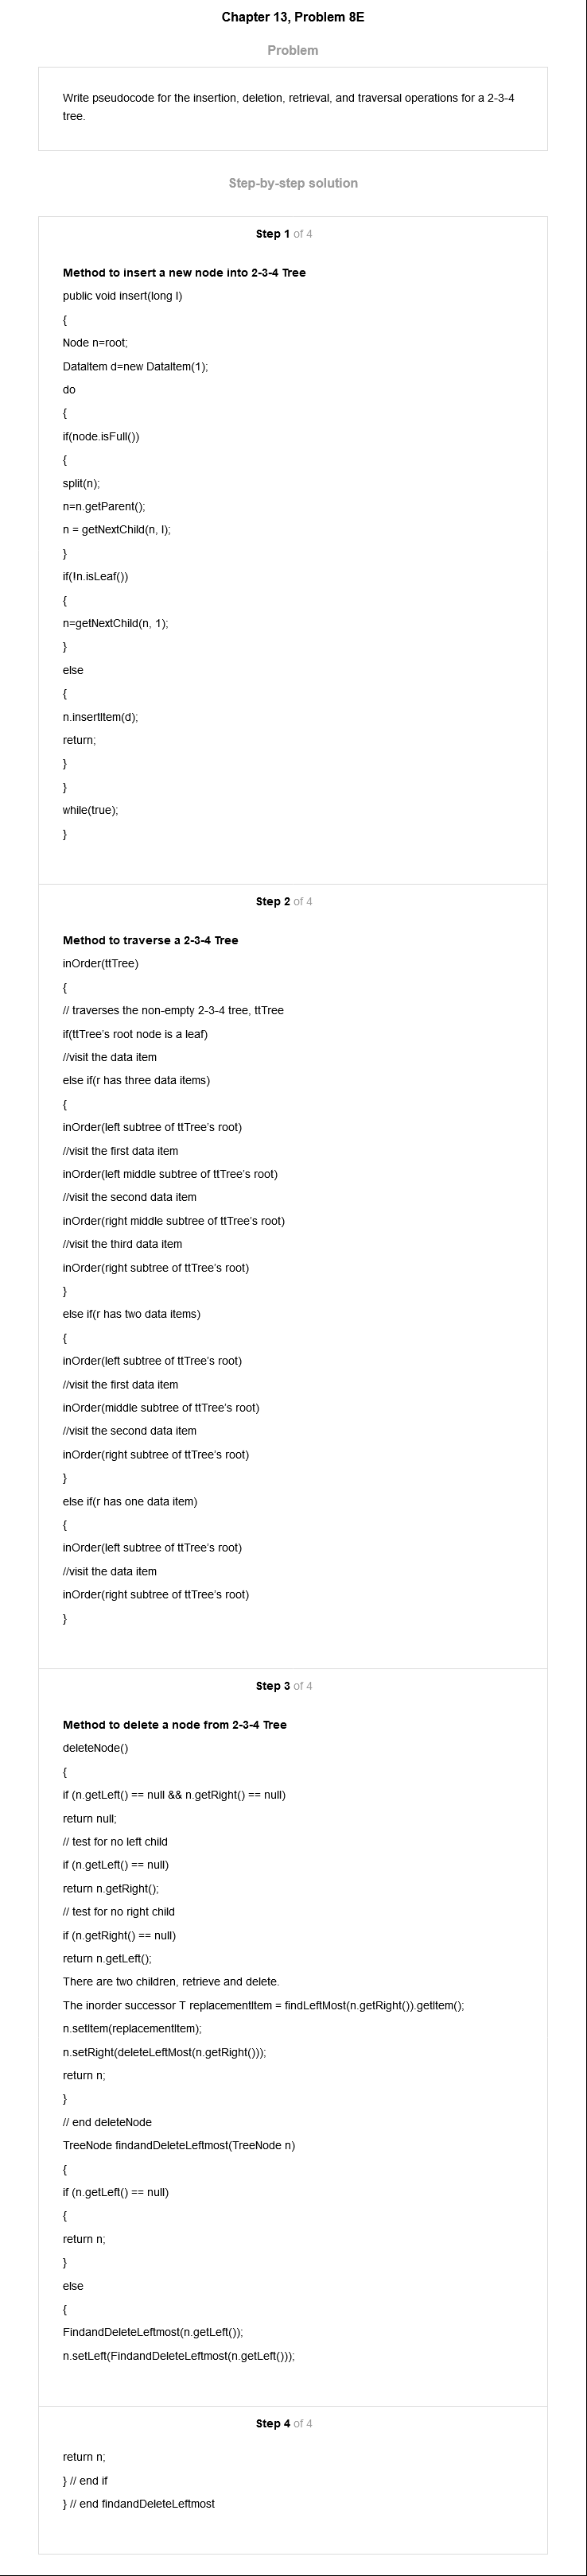 Chapter 13, Problem 8E
Problem
Write pseudocode for the insertion, deletion, retrieval, and traversal operations for a 2-3-4
tree.
Step-by-step solution
Step 1 of 4
Method to insert a new node into 2-3-4 Tree
public void insert(long l)
{
Node n=root;
DataItem d=new DataItem(1);
do
{
if(node.isFull())
{
split(n);
n=n.getParent();
n = getNextChild(n, l);
}
if(!n.isLeaf())
{
n=getNextChild(n, 1);
}
else
{
n.insertItem(d);
return;
}
}
while(true);
}
Step 2 of 4
Method to traverse a 2-3-4 Tree
inOrder(ttTree)
{
// traverses the non-empty 2-3-4 tree, ttTree
if(ttTree's root node is a leaf)
//visit the data item
else if(r has three data items)
{
inOrder(left subtree of ttTree's root)
//visit the first data item
inOrder(left middle subtree of ttTree's root)
//visit the second data item
inOrder(right middle subtree of ttTree's root)
//visit the third data item
inOrder(right subtree of ttTree's root)
}
else if(r has two data items)
{
inOrder(left subtree of ttTree's root)
//visit the first data item
inOrder(middle subtree of ttTree's root)
//visit the second data item
inOrder(right subtree of ttTree's root)
}
else if(r has one data item)
{
inOrder(left subtree of ttTree's root)
//visit the data item
inOrder(right subtree of ttTree's root)
}
Step 3 of 4
Method to delete a node from 2-3-4 Tree
deleteNode()
{
if (n.getLeft() == null && n.getRight() == null)
return null;
// test for no left child
if (n.getLeft() == null)
return n.getRight();
// test for no right child
if (n.getRight() == null)
return n.getLeft();
There are two children, retrieve and delete.
The inorder successor T replacementItem = findLeftMost(n.getRight()).getItem();
n.setItem(replacementItem);
n.setRight(deleteLeftMost(n.getRight()));
return n;
}
// end deleteNode
TreeNode findandDeleteLeftmost(TreeNode n)
{
if (n.getLeft() == null)
{
return n;
}
else
{
FindandDeleteLeftmost(n.getLeft());
n.setLeft(FindandDeleteLeftmost(n.getLeft()));
Step 4 of 4
return n;
} // end if
} // end findandDeleteLeftmost